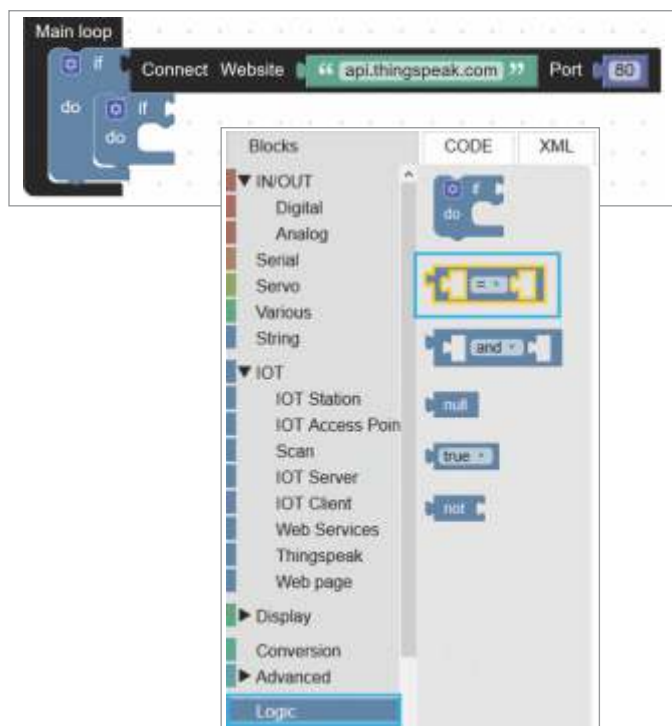 Main loop
if Connect Website “ api.thingspeak.com ” Port 80
do if
do
Blocks CODE XML
IN/OUT
Digital
Analog
Serial
Servo
Various
String
IOT
IOT Station
IOT Access Poin
Scan
IOT Server
IOT Client
Web Services
Thingspeak
Web page
Display
Conversion
Advanced
Logic
if
do
=
and
null
true
not